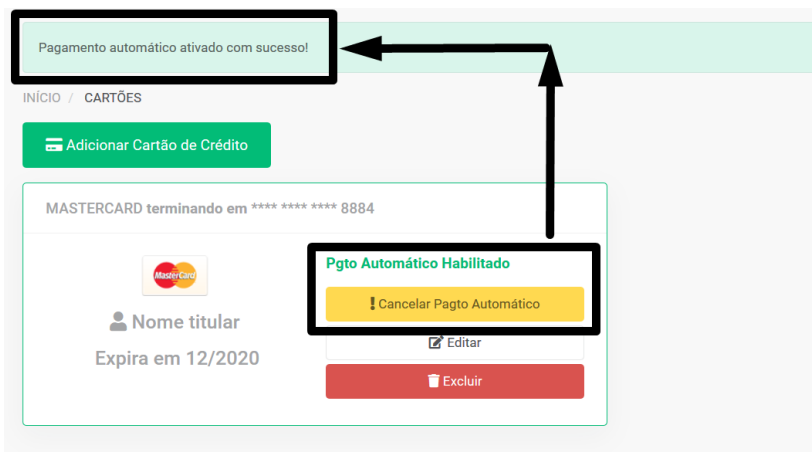 Pagamento automático ativado com sucesso!
INÍCIO / CARTÕES
Adicionar Cartão de Crédito
MASTERCARD terminando em **** **** **** 8884
Pgto Automático Habilitado
MasterCard
Cancelar Pagto Automático
Nome titular
Editar
Expira em 12/2020
Excluir